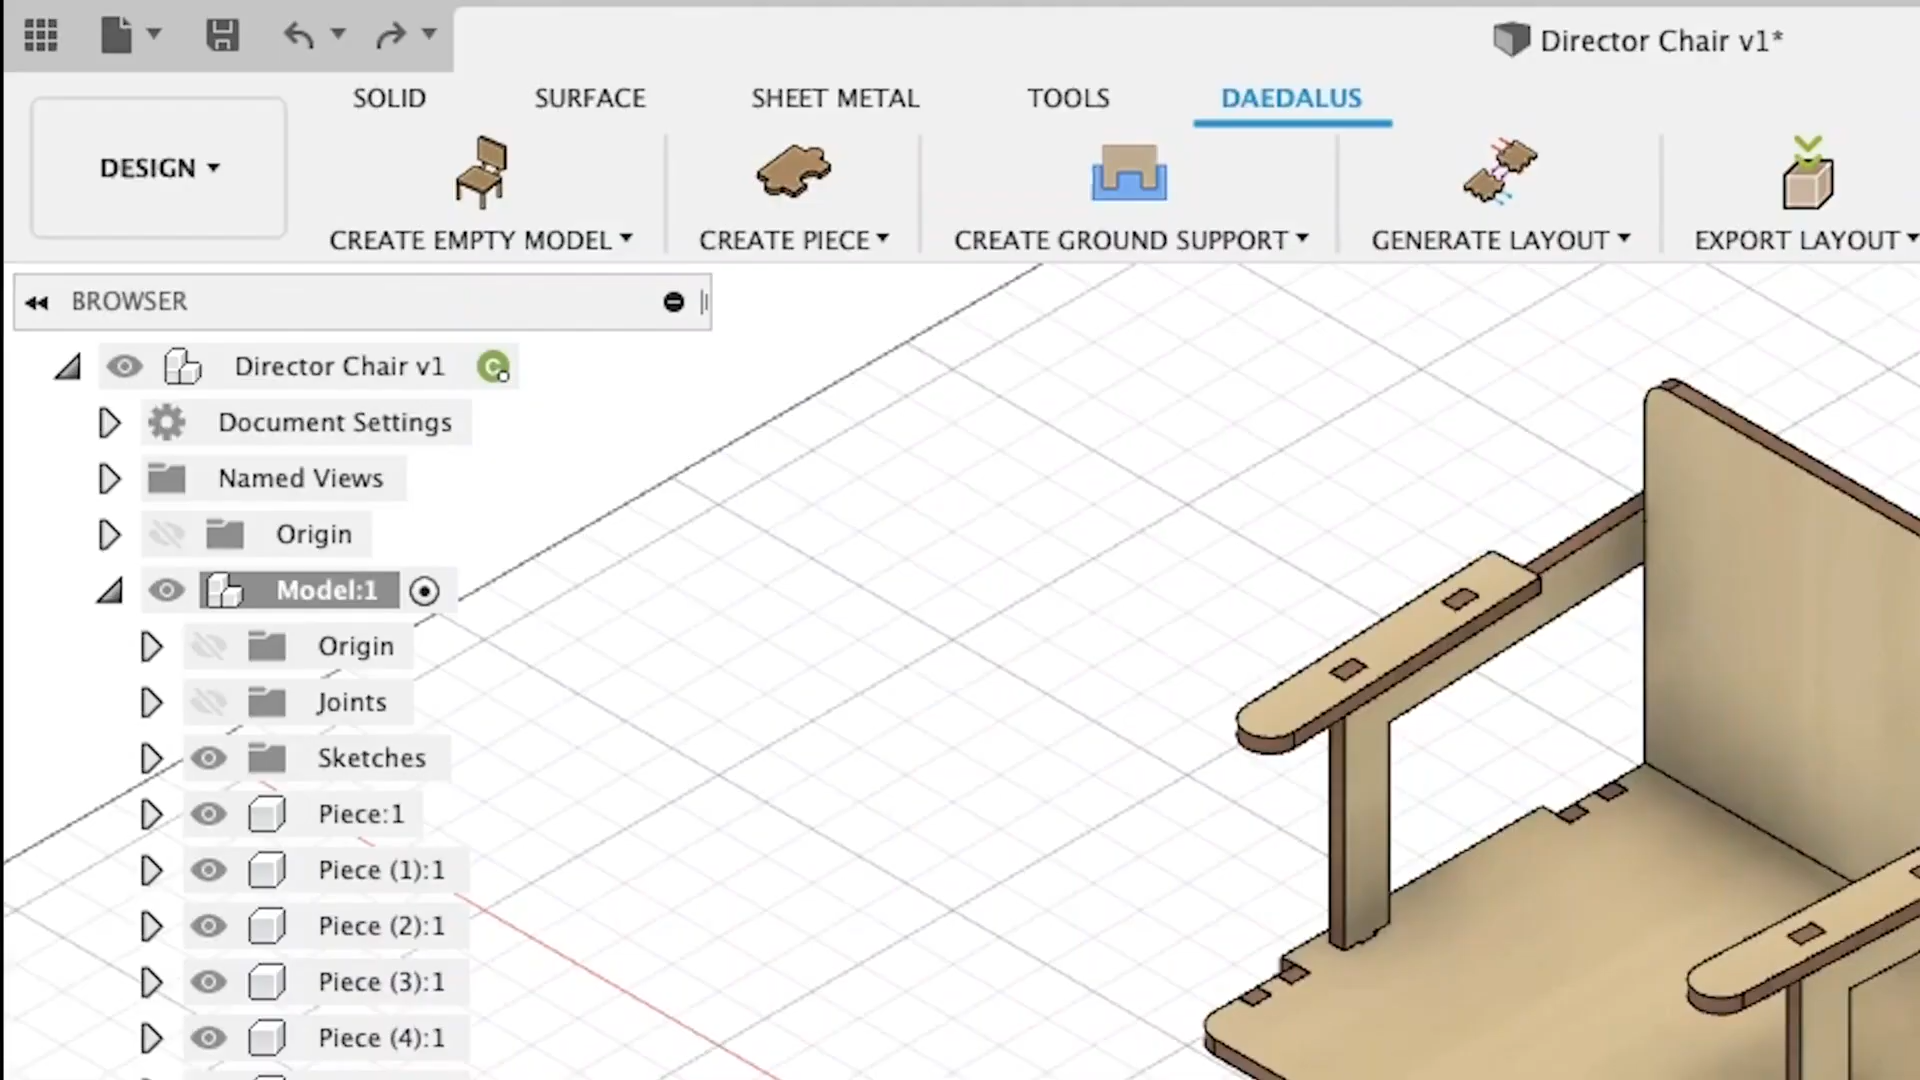 Director Chair v1*
SOLID SURFACE SHEET METAL TOOLS DAEDALUS
DESIGN
CREATE EMPTY MODEL CREATE PIECE CREATE GROUND SUPPORT GENERATE LAYOUT EXPORT LAYOUT
BROWSER
Director Chair v1
Document Settings
Named Views
Origin
Model:1
Origin
Joints
Sketches
Piece:1
Piece (1):1
Piece (2):1
Piece (3):1
Piece (4):1